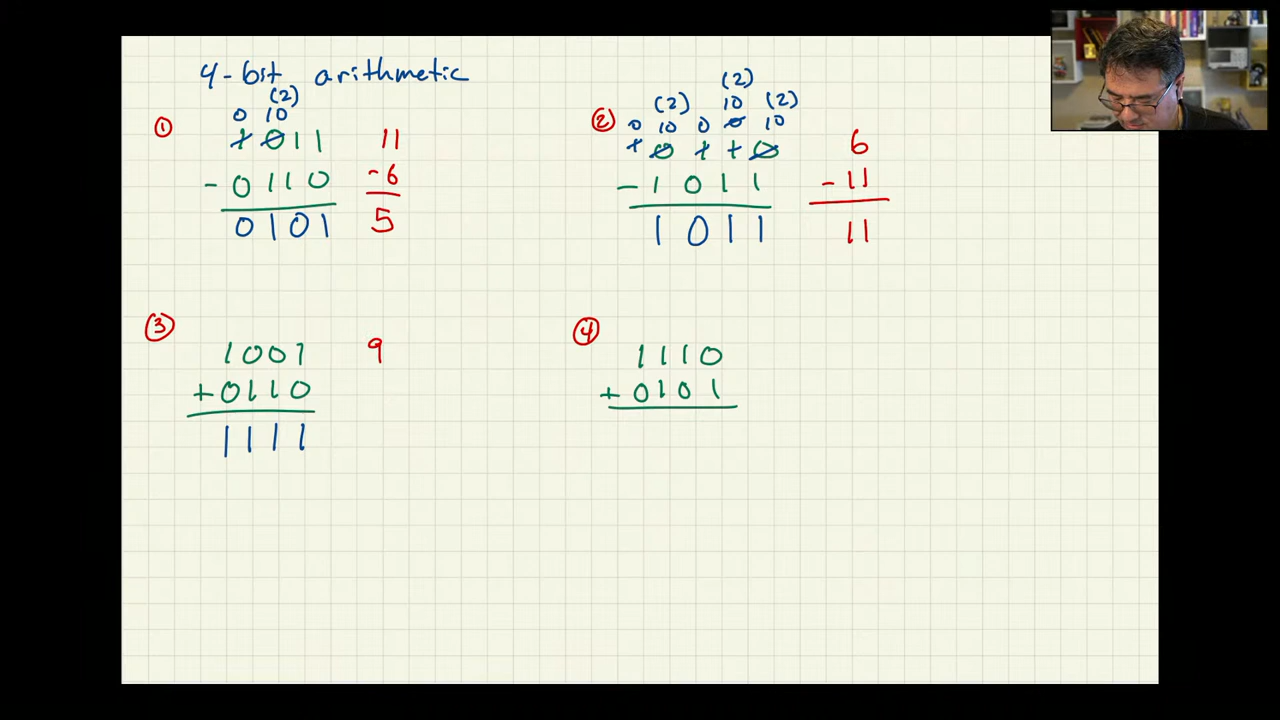 4-bit arithmetic
(2)
0 10
① 1 0 1 1 11
- 0 1 1 0 -6
0 1 0 1 5
(2)
(2) 10 (2)
② 0 10 0 0 10
1 0 1 1 0 6
- 1 0 1 1 - 11
1 0 1 1 11
③
1 0 0 1 9
+ 0 1 1 0
1 1 1 1
④
1 1 1 0
+ 0 1 0 1